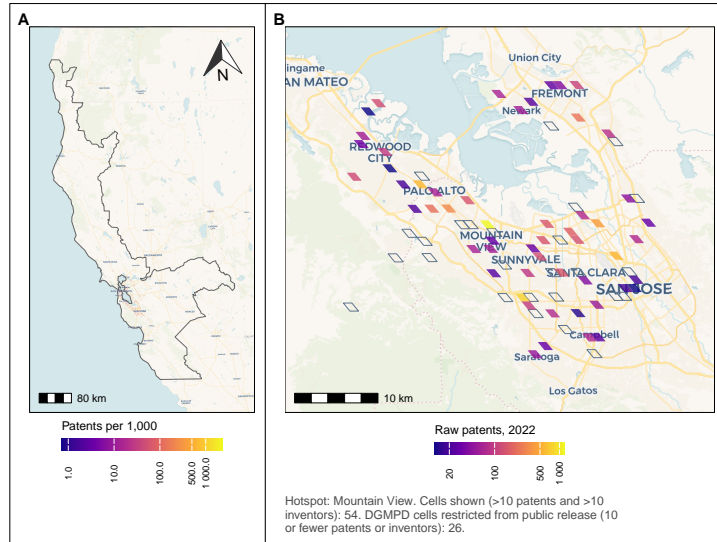 A
N
80 km
Patents per 1,000
1.0
10.0
100.0
500.0
1 000.0
B
Union City
ingame
AN MATEO
FREMONT
Newark
REDWOOD
CITY
PALO ALTO
MOUNTAIN
VIEW
SUNNYVALE
SANTA CLARA
SAN JOSE
Campbell
Saratoga
Los Gatos
10 km
Raw patents, 2022
20
100
500
1 000
Hotspot: Mountain View. Cells shown (>10 patents and >10
inventors): 54. DGMPD cells restricted from public release (10
or fewer patents or inventors): 26.